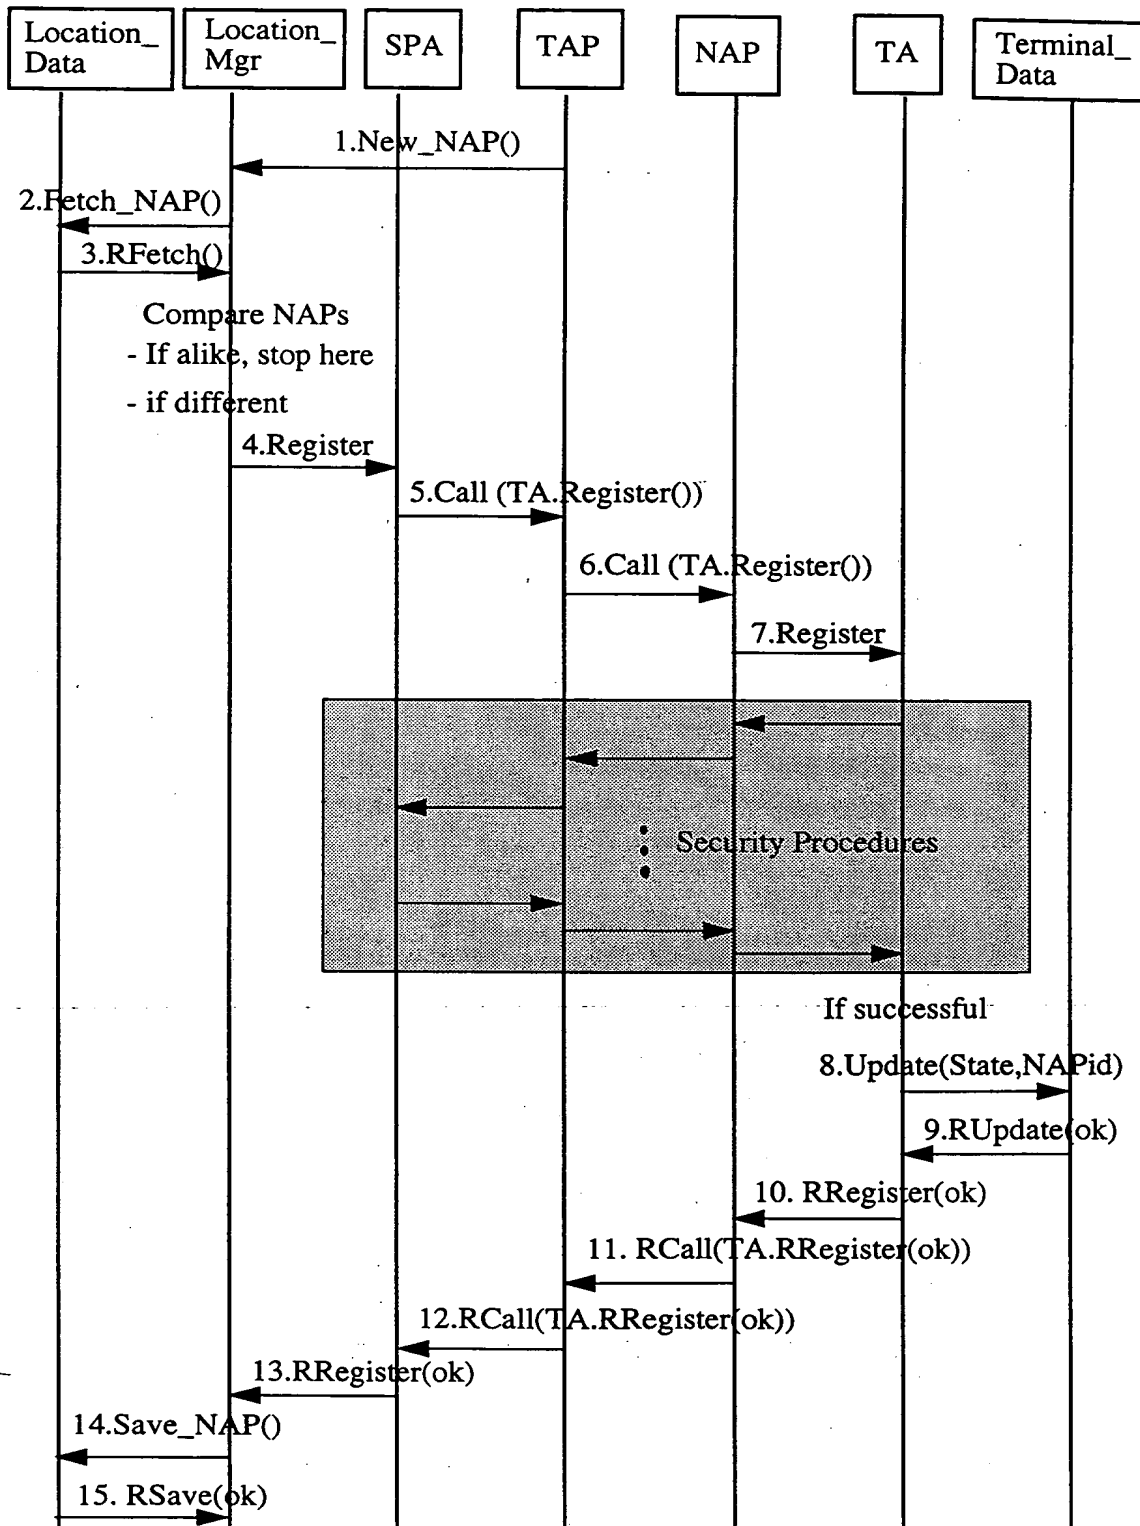 Location_
Data
Location_
Mgr
SPA
TAP
NAP
TA
Terminal_
Data
1.New_NAP()
2.Fetch_NAP()
3.RFetch()
Compare NAPs
- If alike, stop here
- if different
4.Register
5.Call (TA.Register())
6.Call (TA.Register())
7.Register
Security Procedures
If successful
8.Update(State,NAPid)
9.RUpdate(ok)
10. RRegister(ok)
11. RCall(TA.RRegister(ok))
12.RCall(TA.RRegister(ok))
13.RRegister(ok)
14.Save_NAP()
15. RSave(ok)